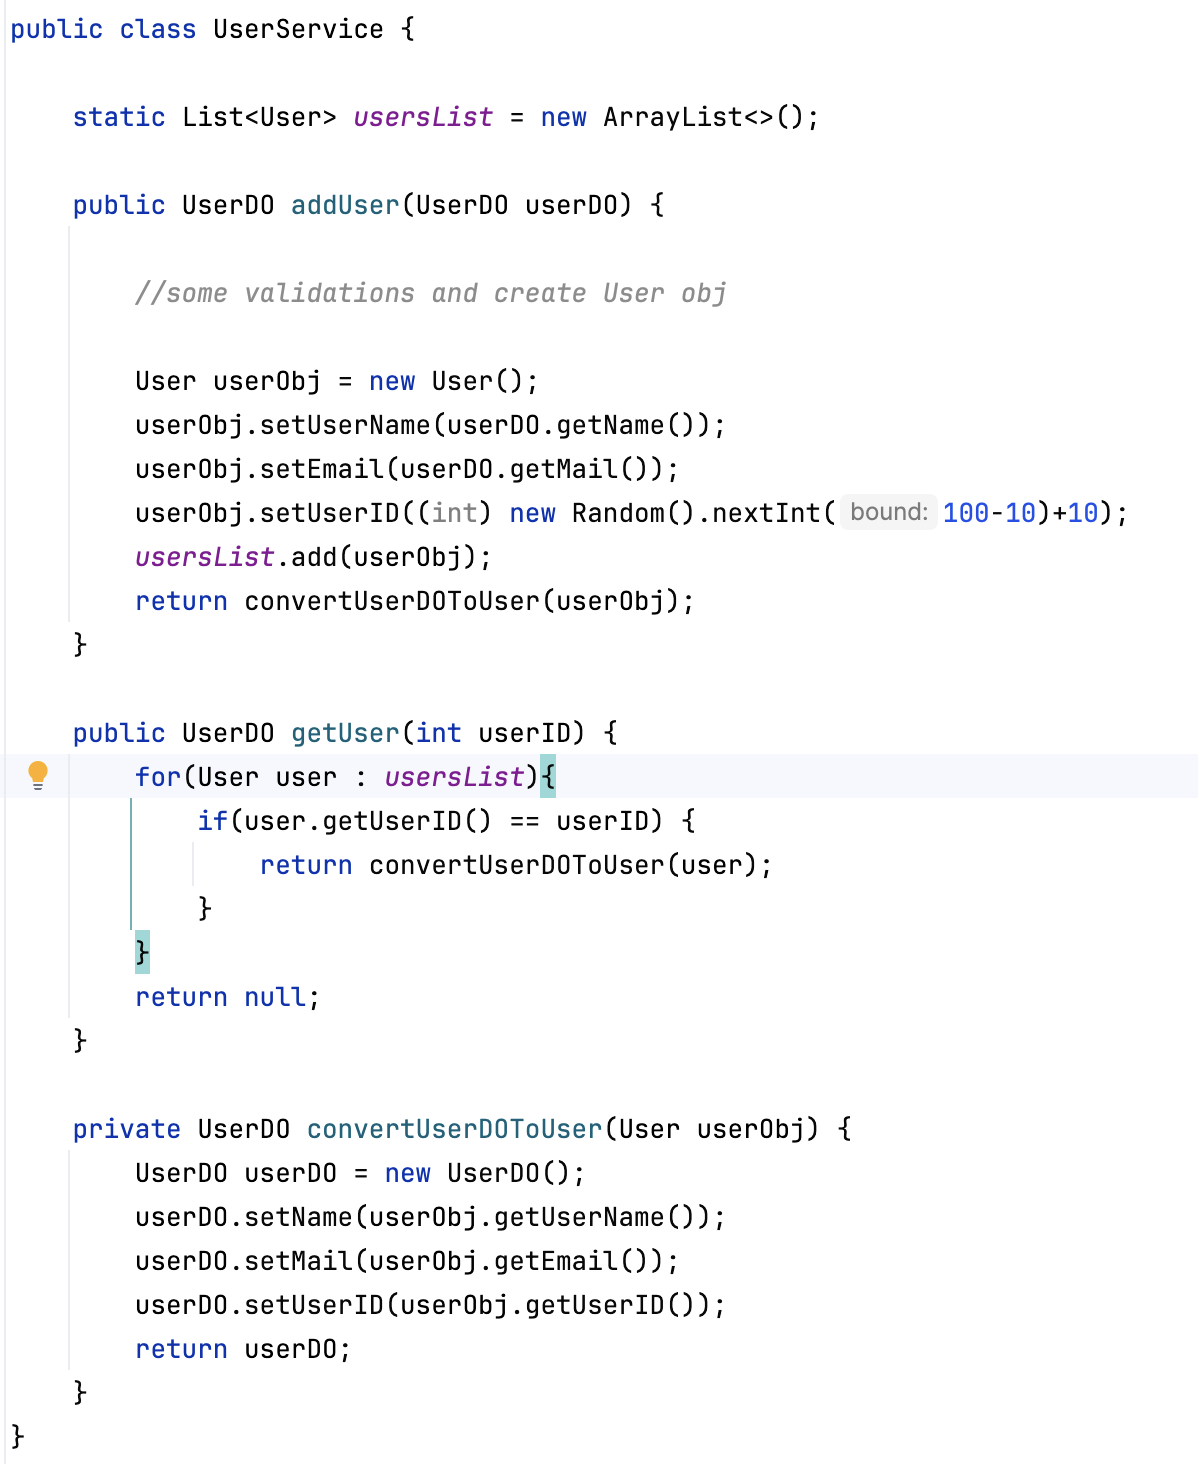 public class UserService {
static List<User> usersList = new ArrayList<>();
public UserDO addUser(UserDO userDO) {
//some validations and create User obj
User userObj = new User();
userObj.setUserName(userDO.getName());
userObj.setEmail(userDO.getMail());
userObj.setUserID((int) new Random().nextInt( bound: 100-10)+10);
usersList.add(userObj);
return convertUserDOToUser(userObj);
}
public UserDO getUser(int userID) {
for(User user : usersList){
if(user.getUserID() == userID) {
return convertUserDOToUser(user);
}
}
return null;
}
private UserDO convertUserDOToUser(User userObj) {
UserDO userDO = new UserDO();
userDO.setName(userObj.getUserName());
userDO.setMail(userObj.getEmail());
userDO.setUserID(userObj.getUserID());
return userDO;
}
}